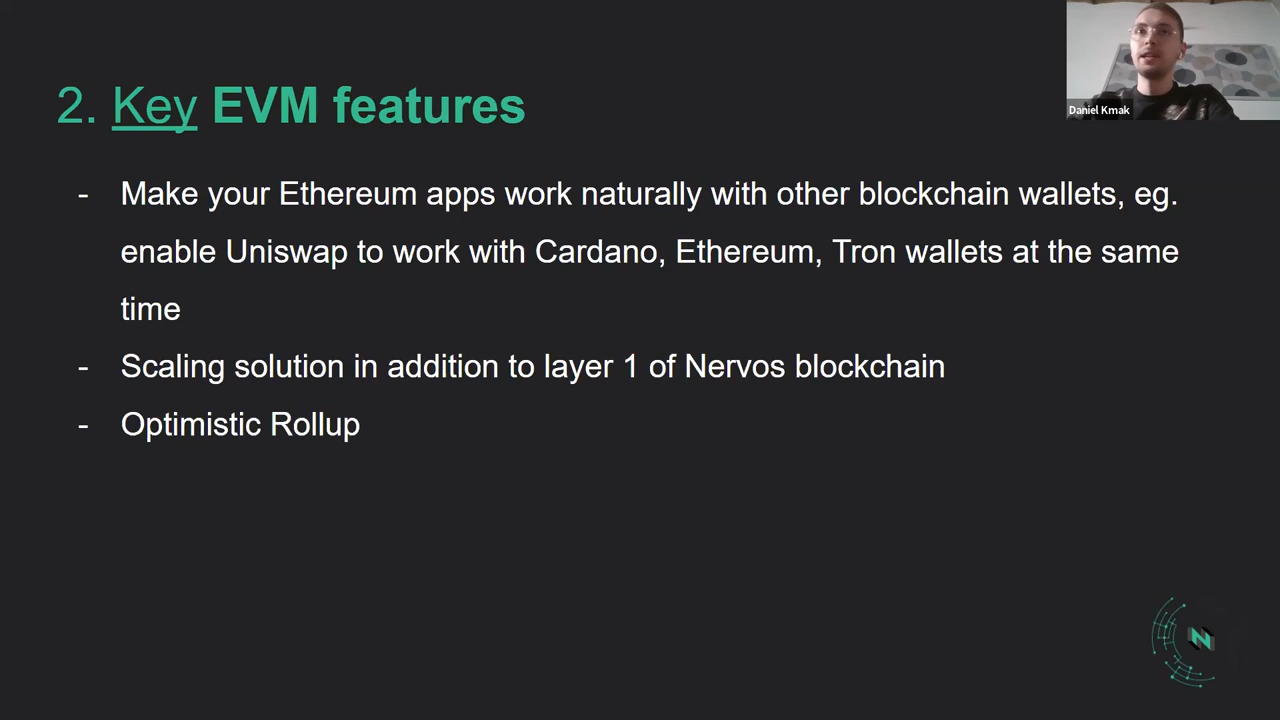 Daniel Kmak
2. Key EVM features
- Make your Ethereum apps work naturally with other blockchain wallets, eg.
enable Uniswap to work with Cardano, Ethereum, Tron wallets at the same
time
- Scaling solution in addition to layer 1 of Nervos blockchain
- Optimistic Rollup
N